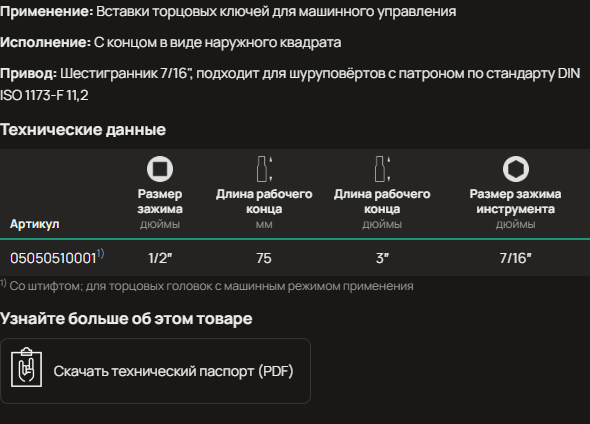 Применение: Вставки торцовых ключей для машинного управления
Исполнение: С концом в виде наружного квадрата
Привод: Шестигранник 7/16", подходит для шуруповёртов с патроном по стандарту DIN
ISO 1173-F 11,2
Технические данные
Артикул
Размер зажима дюймы
Длина рабочего конца мм
Длина рабочего конца дюймы
Размер зажима инструмента дюймы
05050510001¹⁾ 1/2″ 75 3″ 7/16″
¹⁾ Со штифтом; для торцовых головок с машинным режимом применения
Узнайте больше об этом товаре
Скачать технический паспорт (PDF)